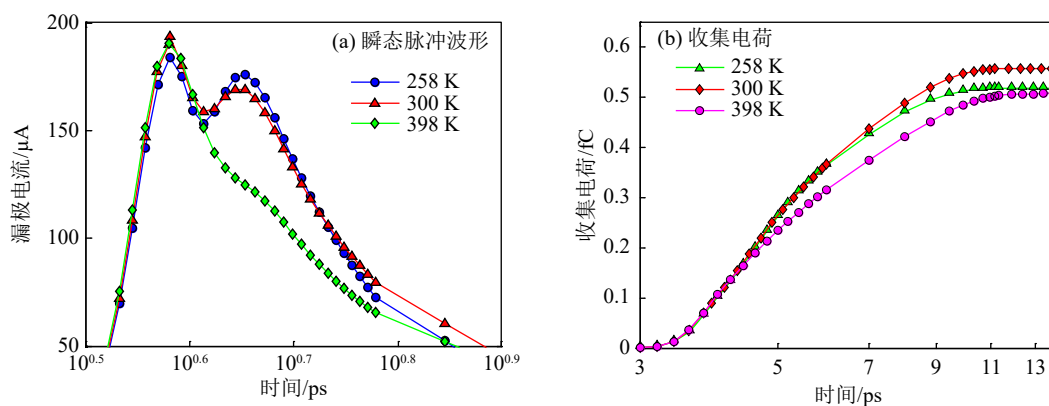 (a) 瞬态脉冲波形
258 K
300 K
398 K
200
150
100
50
漏极电流/μA
10^0.5
10^0.6
10^0.7
10^0.8
10^0.9
时间/ps
(b) 收集电荷
258 K
300 K
398 K
0.6
0.5
0.4
0.3
0.2
0.1
0
收集电荷/fC
3
5
7
9
11
13
时间/ps